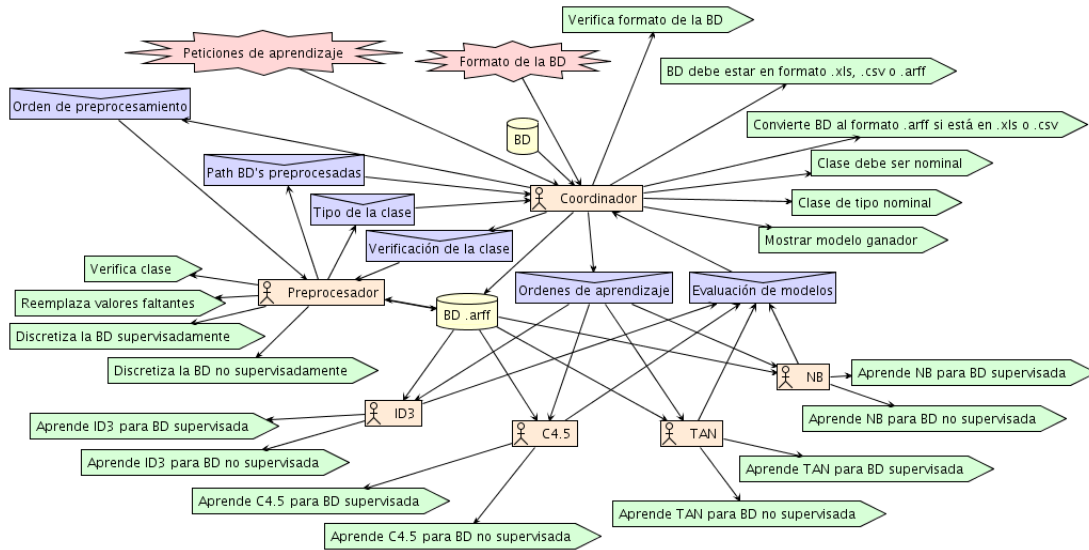 Verifica formato de la BD
Peticiones de aprendizaje
Formato de la BD
BD debe estar en formato .xls, .csv o .arff
Orden de preprocesamiento
Convierte BD al formato .arff si está en .xls o .csv
BD
Clase debe ser nominal
Path BD's preprocesadas
Coordinador
Clase de tipo nominal
Tipo de la clase
Mostrar modelo ganador
Verificación de la clase
Verifica clase
Preprocesador
Ordenes de aprendizaje
Evaluación de modelos
Reemplaza valores faltantes
BD .arff
Discretiza la BD supervisadamente
Discretiza la BD no supervisadamente
NB
Aprende NB para BD supervisada
ID3
Aprende NB para BD no supervisada
Aprende ID3 para BD supervisada
C4.5
TAN
Aprende ID3 para BD no supervisada
Aprende TAN para BD supervisada
Aprende C4.5 para BD supervisada
Aprende TAN para BD no supervisada
Aprende C4.5 para BD no supervisada